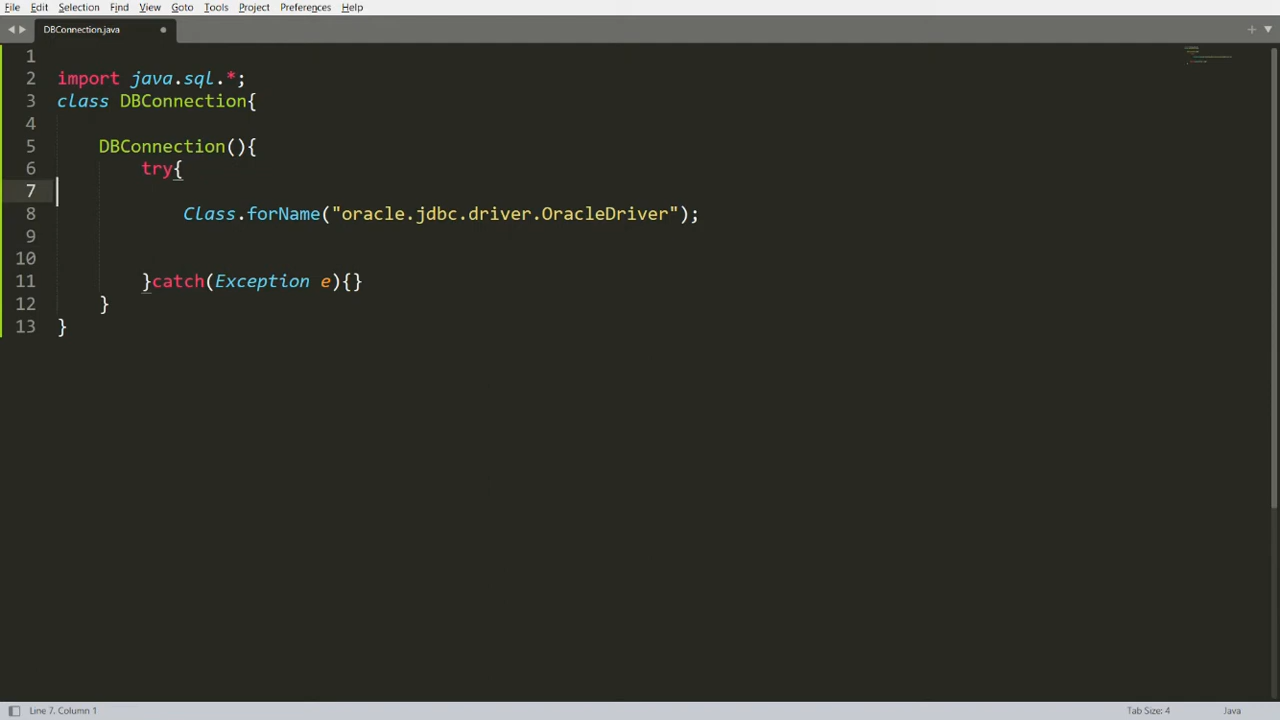 File Edit Selection Find View Goto Tools Project Preferences Help
DBConnection.java
1
2 import java.sql.*;
3 class DBConnection{
4
5 DBConnection(){
6 try{
7
8 Class.forName("oracle.jdbc.driver.OracleDriver");
9
10
11 }catch(Exception e){}
12 }
13 }
Line 7, Column 1 Tab Size: 4 Java